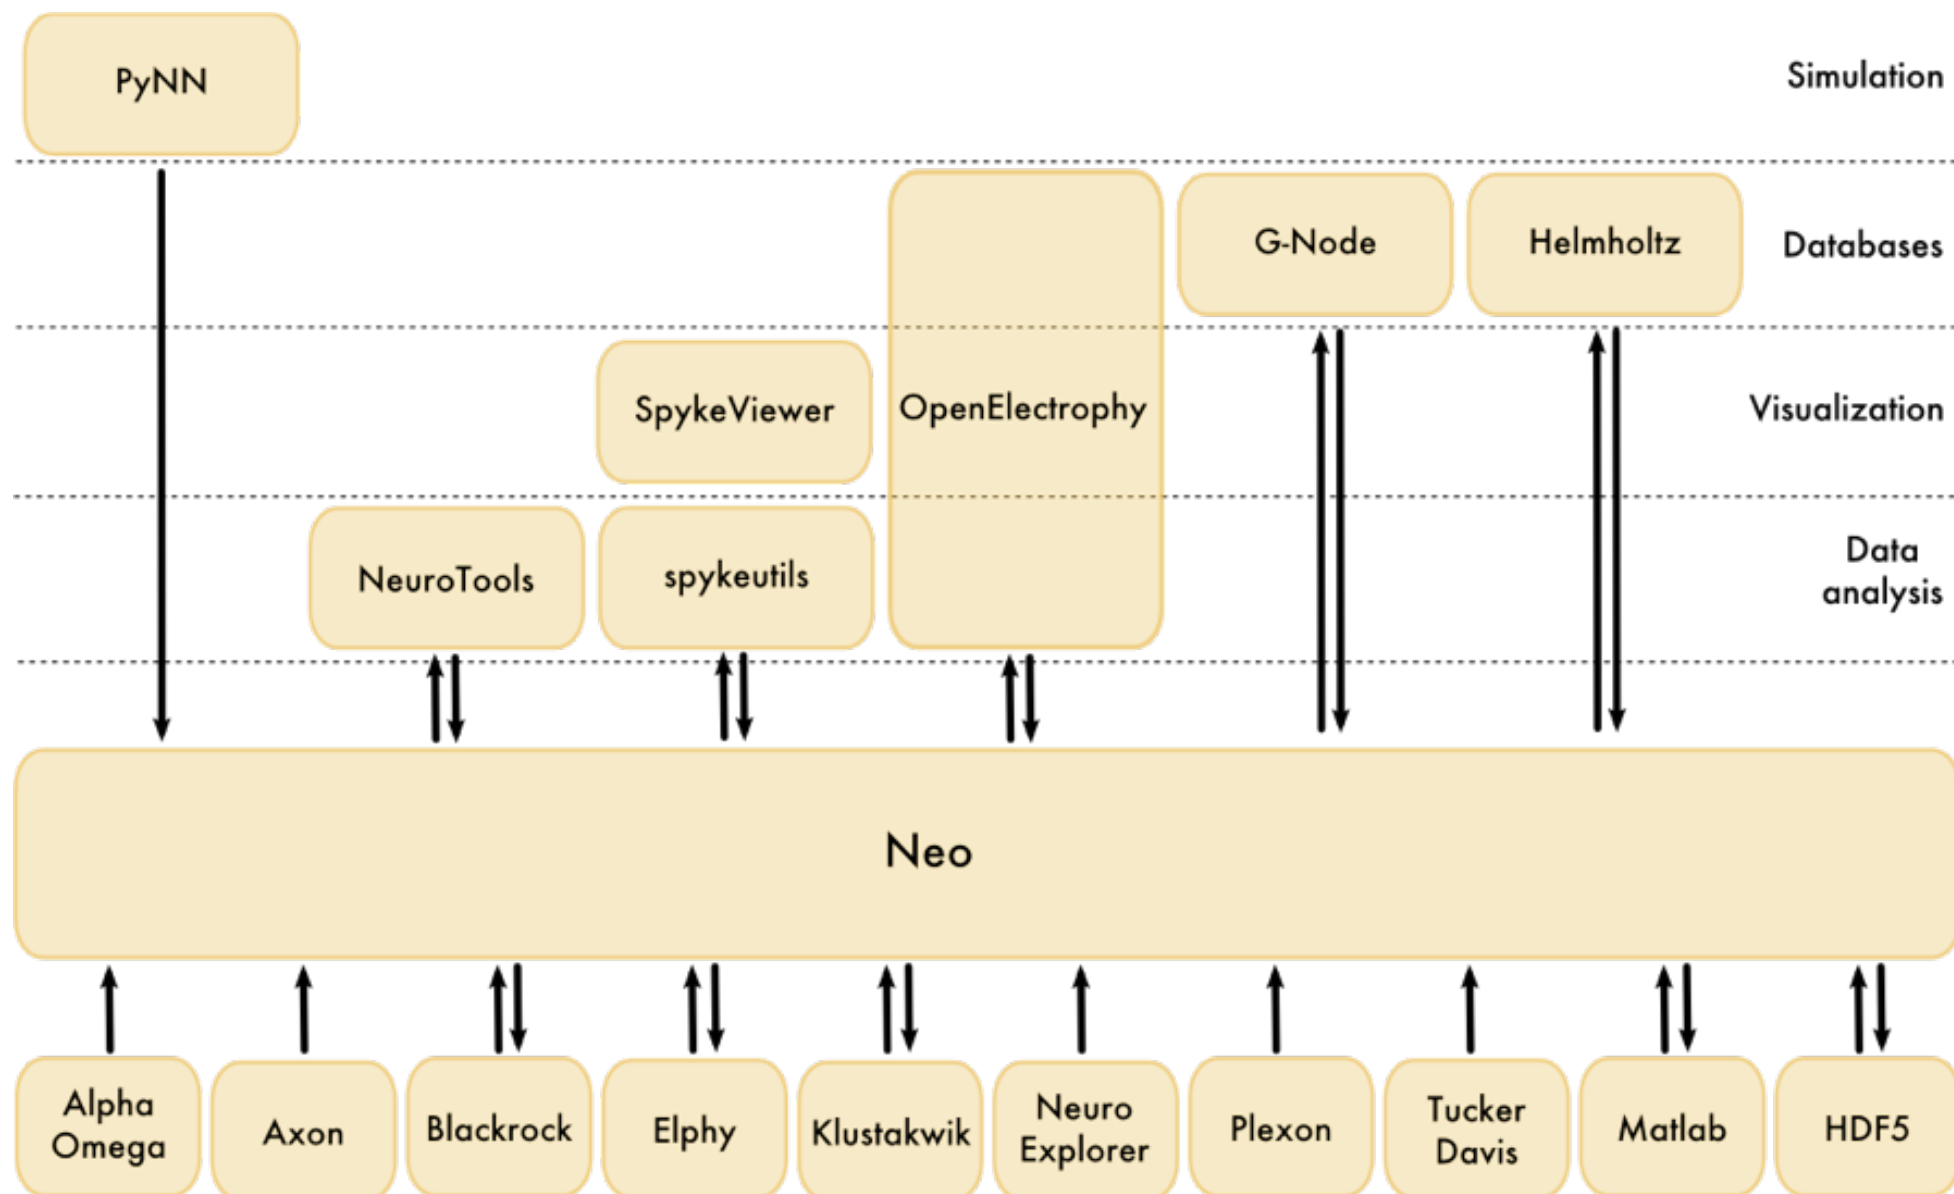 PyNN
Simulation
G-Node
Helmholtz
Databases
SpykeViewer
OpenElectrophy
Visualization
NeuroTools
spykeutils
Data
analysis
Neo
Alpha
Omega
Axon
Blackrock
Elphy
Klustakwik
Neuro
Explorer
Plexon
Tucker
Davis
Matlab
HDF5